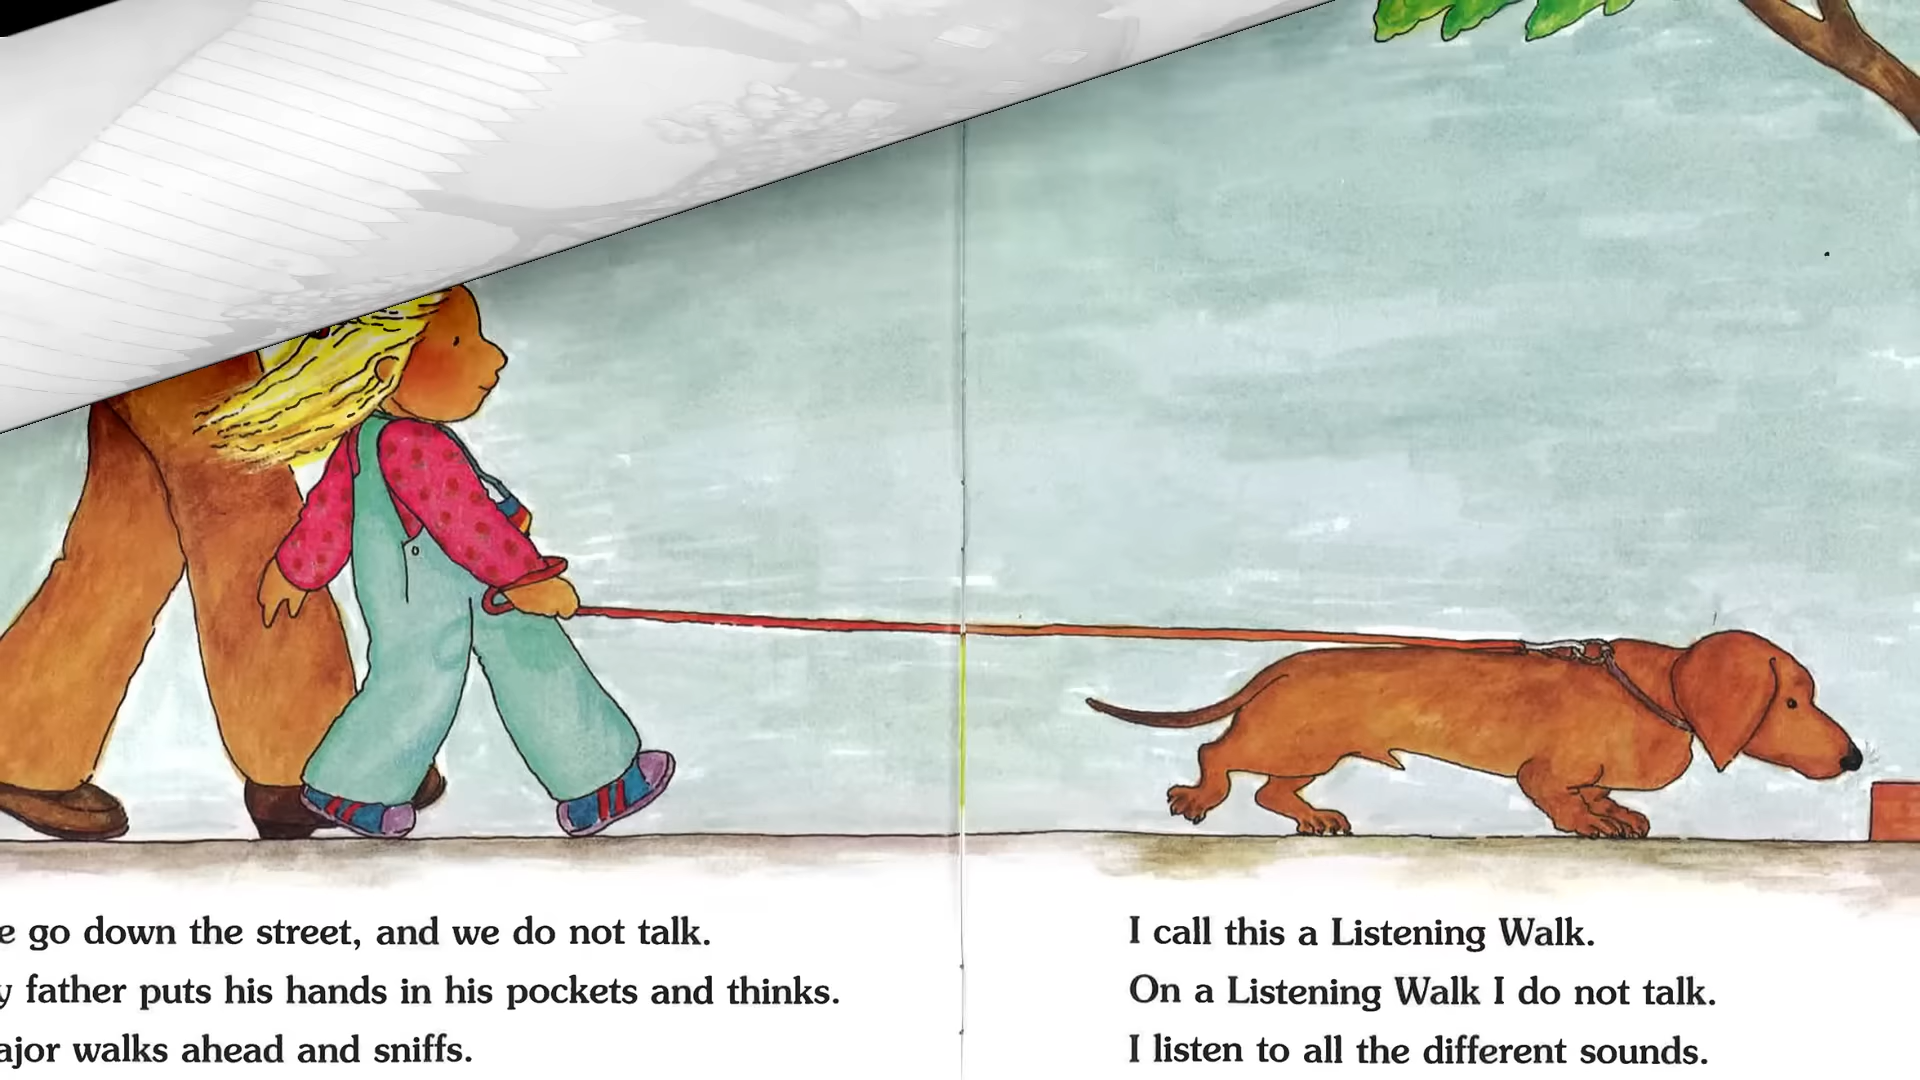 e go down the street, and we do not talk.
y father puts his hands in his pockets and thinks.
ajor walks ahead and sniffs.
I call this a Listening Walk.
On a Listening Walk I do not talk.
I listen to all the different sounds.